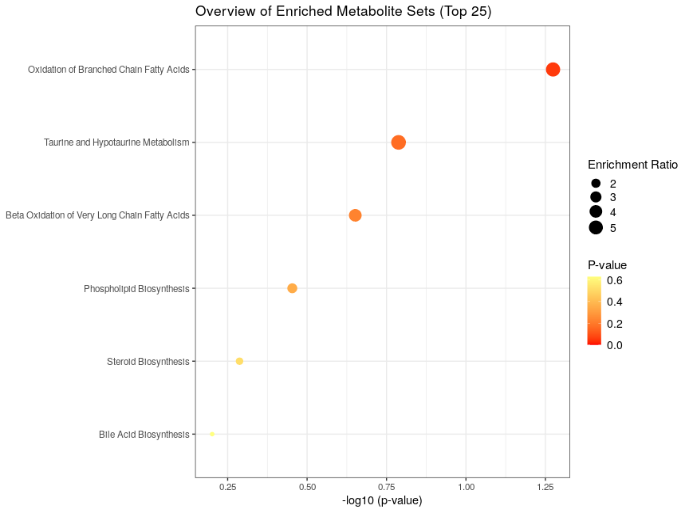 Overview of Enriched Metabolite Sets (Top 25)
Oxidation of Branched Chain Fatty Acids
Taurine and Hypotaurine Metabolism
Beta Oxidation of Very Long Chain Fatty Acids
Phospholipid Biosynthesis
Steroid Biosynthesis
Bile Acid Biosynthesis
0.25 0.50 0.75 1.00 1.25
-log10 (p-value)
Enrichment Ratio
2
3
4
5
P-value
0.6
0.4
0.2
0.0